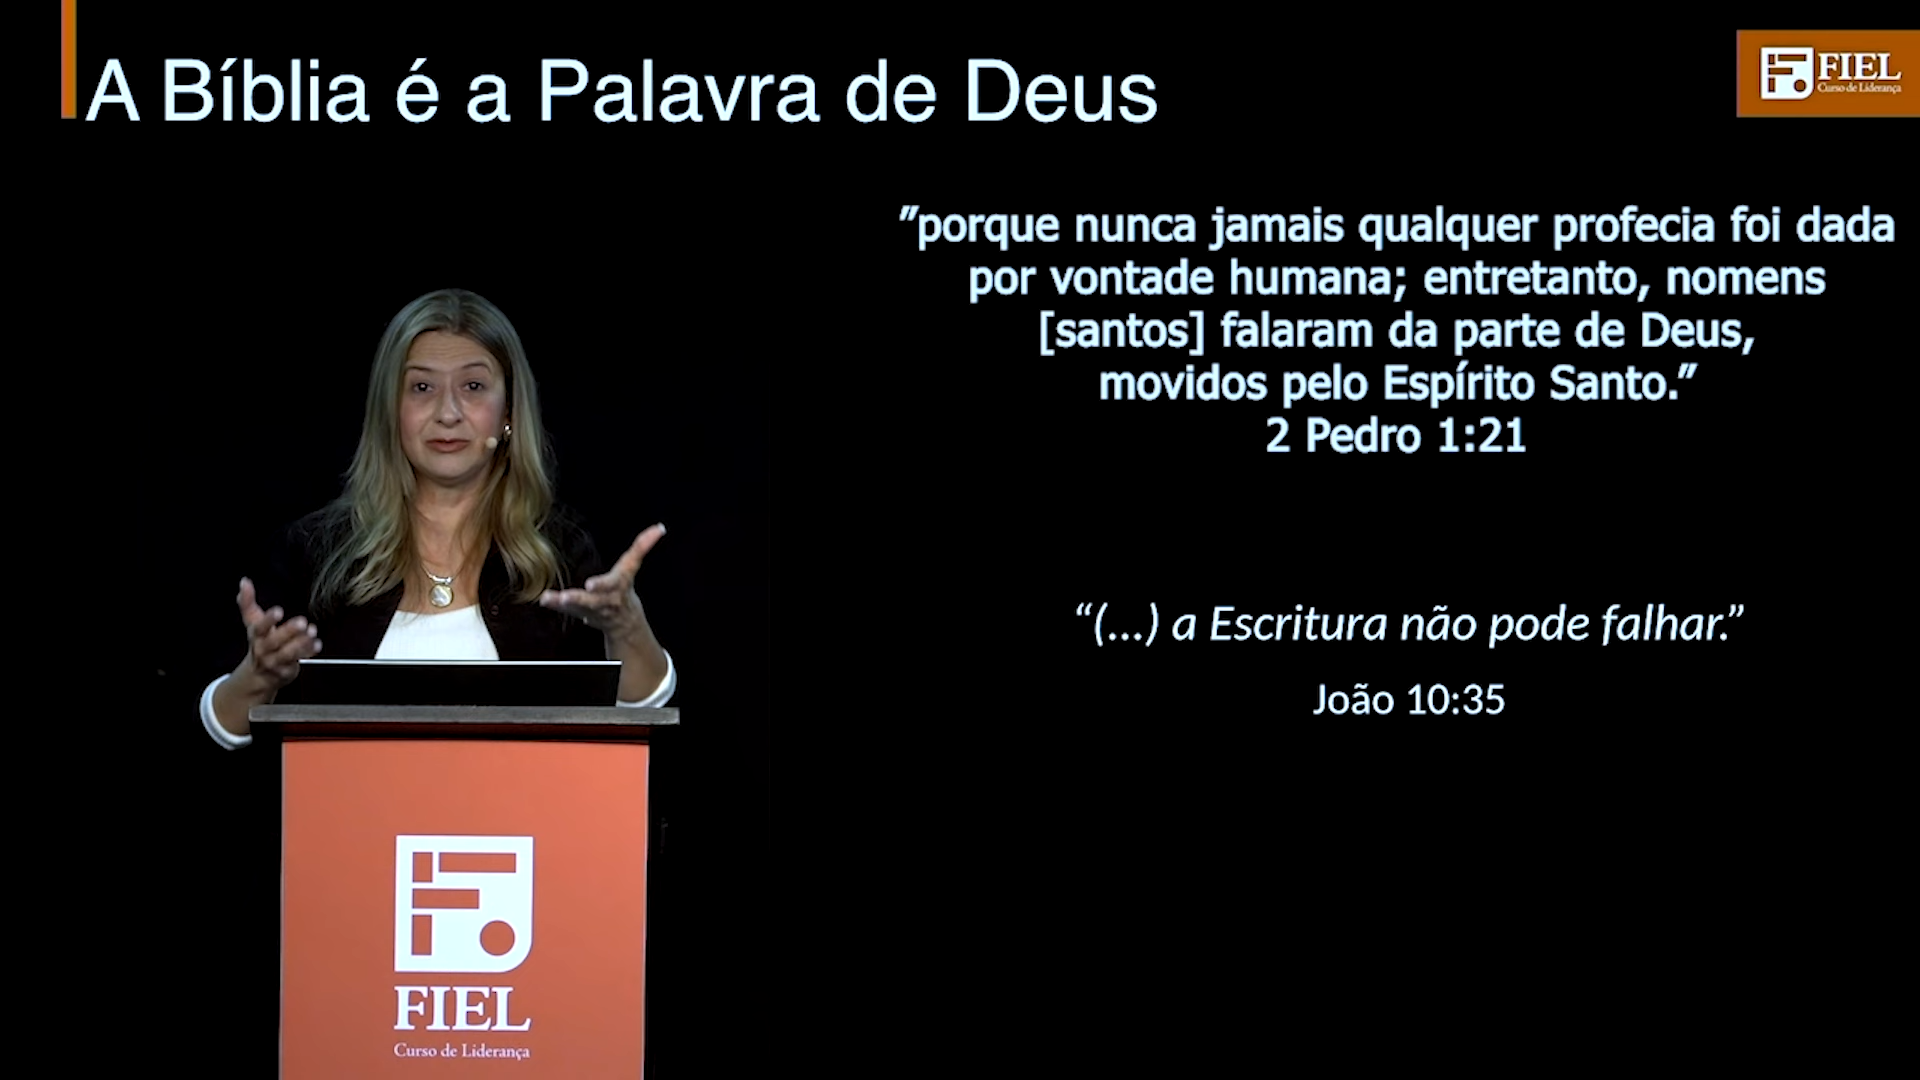 A Bíblia é a Palavra de Deus
FIEL
Curso de Liderança
"porque nunca jamais qualquer profecia foi dada
por vontade humana; entretanto, nomens
[santos] falaram da parte de Deus,
movidos pelo Espírito Santo.”
2 Pedro 1:21
“(...) a Escritura não pode falhar.”
João 10:35
FIEL
Curso de Liderança